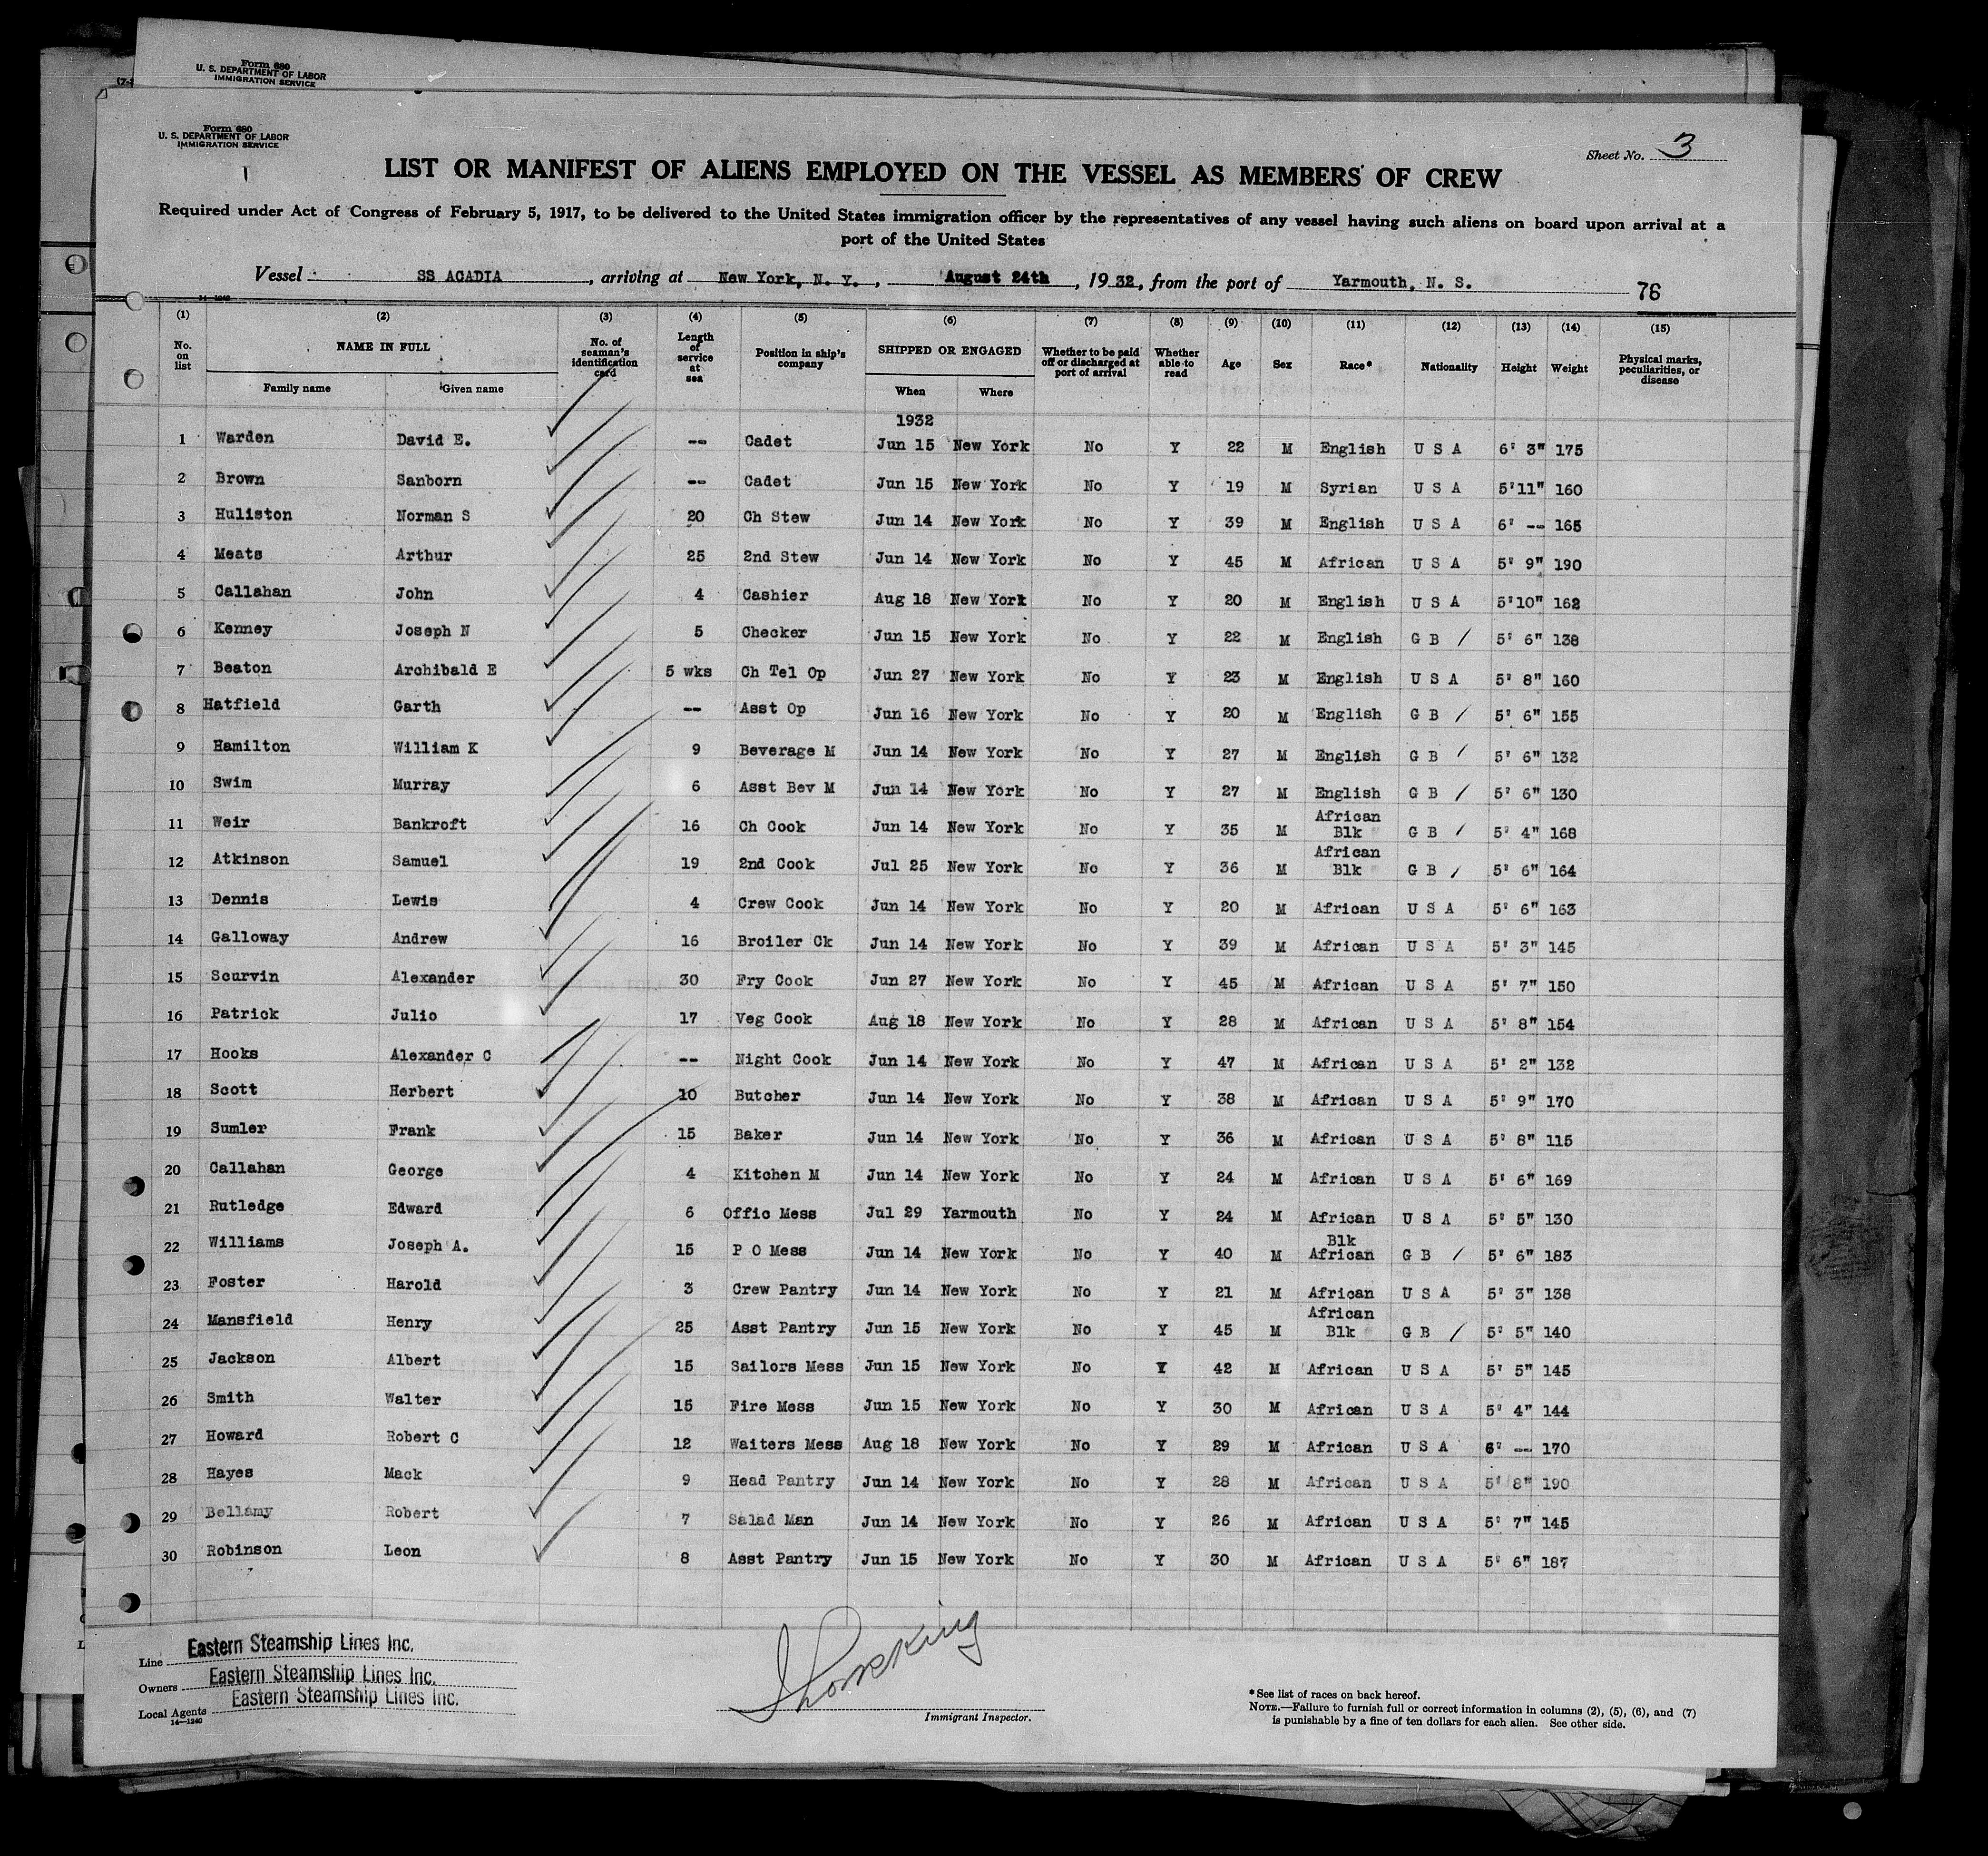 Form 680
U. S. DEPARTMENT OF LABOR
IMMIGRATION SERVICE
Form 680
U. S. DEPARTMENT OF LABOR
IMMIGRATION SERVICE
Sheet No. 3
LIST OR MANIFEST OF ALIENS EMPLOYED ON THE VESSEL AS MEMBERS OF CREW
Required under Act of Congress of February 5, 1917, to be delivered to the United States immigration officer by the representatives of any vessel having such aliens on board upon arrival at a
port of the United States
Vessel SS ACADIA, arriving at New York, N. Y., August 24th, 1932, from the port of Yarmouth, N. S.
76
14-1240
(1) (2) (3) (4) (5) (6) (7) (8) (9) (10) (11) (12) (13) (14) (15)
No. on list NAME IN FULL No. of seaman's identification card Length of service at sea Position in ship's company SHIPPED OR ENGAGED Whether to be paid off or discharged at port of arrival Whether able to read Age Sex Race* Nationality Height Weight Physical marks, peculiarities, or disease
Family name Given name When Where
1932
1 Warden David E. -- Cadet Jun 15 New York No Y 22 M English U S A 6' 3" 175
2 Brown Sanborn -- Cadet Jun 15 New York No Y 19 M Syrian U S A 5'11" 160
3 Huliston Norman S 20 Ch Stew Jun 14 New York No Y 39 M English U S A 6' -- 165
4 Meats Arthur 25 2nd Stew Jun 14 New York No Y 45 M African U S A 5' 9" 190
5 Callahan John 4 Cashier Aug 18 New York No Y 20 M English U S A 5'10" 162
6 Kenney Joseph N 5 Checker Jun 15 New York No Y 22 M English G B / 5' 6" 138
7 Beaton Archibald E 5 wks Ch Tel Op Jun 27 New York No Y 23 M English U S A 5' 8" 160
8 Hatfield Garth -- Asst Op Jun 16 New York No Y 20 M English G B / 5' 6" 155
9 Hamilton William K 9 Beverage M Jun 14 New York No Y 27 M English G B / 5' 6" 132
10 Swim Murray 6 Asst Bev M Jun 14 New York No Y 27 M English G B / 5' 6" 130
11 Weir Bankroft 16 Ch Cook Jun 14 New York No Y 35 M African Blk G B / 5' 4" 168
12 Atkinson Samuel 19 2nd Cook Jul 25 New York No Y 36 M African Blk G B / 5' 6" 164
13 Dennis Lewis 4 Crew Cook Jun 14 New York No Y 20 M African U S A 5' 6" 163
14 Galloway Andrew 16 Broiler Ck Jun 14 New York No Y 39 M African U S A 5' 3" 145
15 Scurvin Alexander 30 Fry Cook Jun 27 New York No Y 45 M African U S A 5' 7" 150
16 Patrick Julio 17 Veg Cook Aug 18 New York No Y 28 M African U S A 5' 8" 154
17 Hooks Alexander C -- Night Cook Jun 14 New York No Y 47 M African U S A 5' 2" 132
18 Scott Herbert 10 Butcher Jun 14 New York No Y 38 M African U S A 5' 9" 170
19 Sumler Frank 15 Baker Jun 14 New York No Y 36 M African U S A 5' 8" 115
20 Callahan George 4 Kitchen M Jun 14 New York No Y 24 M African U S A 5' 6" 169
21 Rutledge Edward 6 Offic Mess Jul 29 Yarmouth No Y 24 M African U S A 5' 5" 130
22 Williams Joseph A. 15 P O Mess Jun 14 New York No Y 40 M Blk African G B / 5' 6" 183
23 Foster Harold 3 Crew Pantry Jun 14 New York No Y 21 M African U S A 5' 3" 138
24 Mansfield Henry 25 Asst Pantry Jun 15 New York No Y 45 M African Blk G B / 5' 5" 140
25 Jackson Albert 15 Sailors Mess Jun 15 New York No Y 42 M African U S A 5' 5" 145
26 Smith Walter 15 Fire Mess Jun 15 New York No Y 30 M African U S A 5' 4" 144
27 Howard Robert C 12 Waiters Mess Aug 18 New York No Y 29 M African U S A 6' -- 170
28 Hayes Mack 9 Head Pantry Jun 14 New York No Y 28 M African U S A 5' 8" 190
29 Bellamy Robert 7 Salad Man Jun 14 New York No Y 26 M African U S A 5' 7" 145
30 Robinson Leon 8 Asst Pantry Jun 15 New York No Y 30 M African U S A 5' 6" 187
Line Eastern Steamship Lines Inc.
Owners Eastern Steamship Lines Inc.
Local Agents Eastern Steamship Lines Inc.
14-1240
Immigrant Inspector.
*See list of races on back hereof.
NOTE.—Failure to furnish full or correct information in columns (2), (5), (6), and (7)
is punishable by a fine of ten dollars for each alien. See other side.